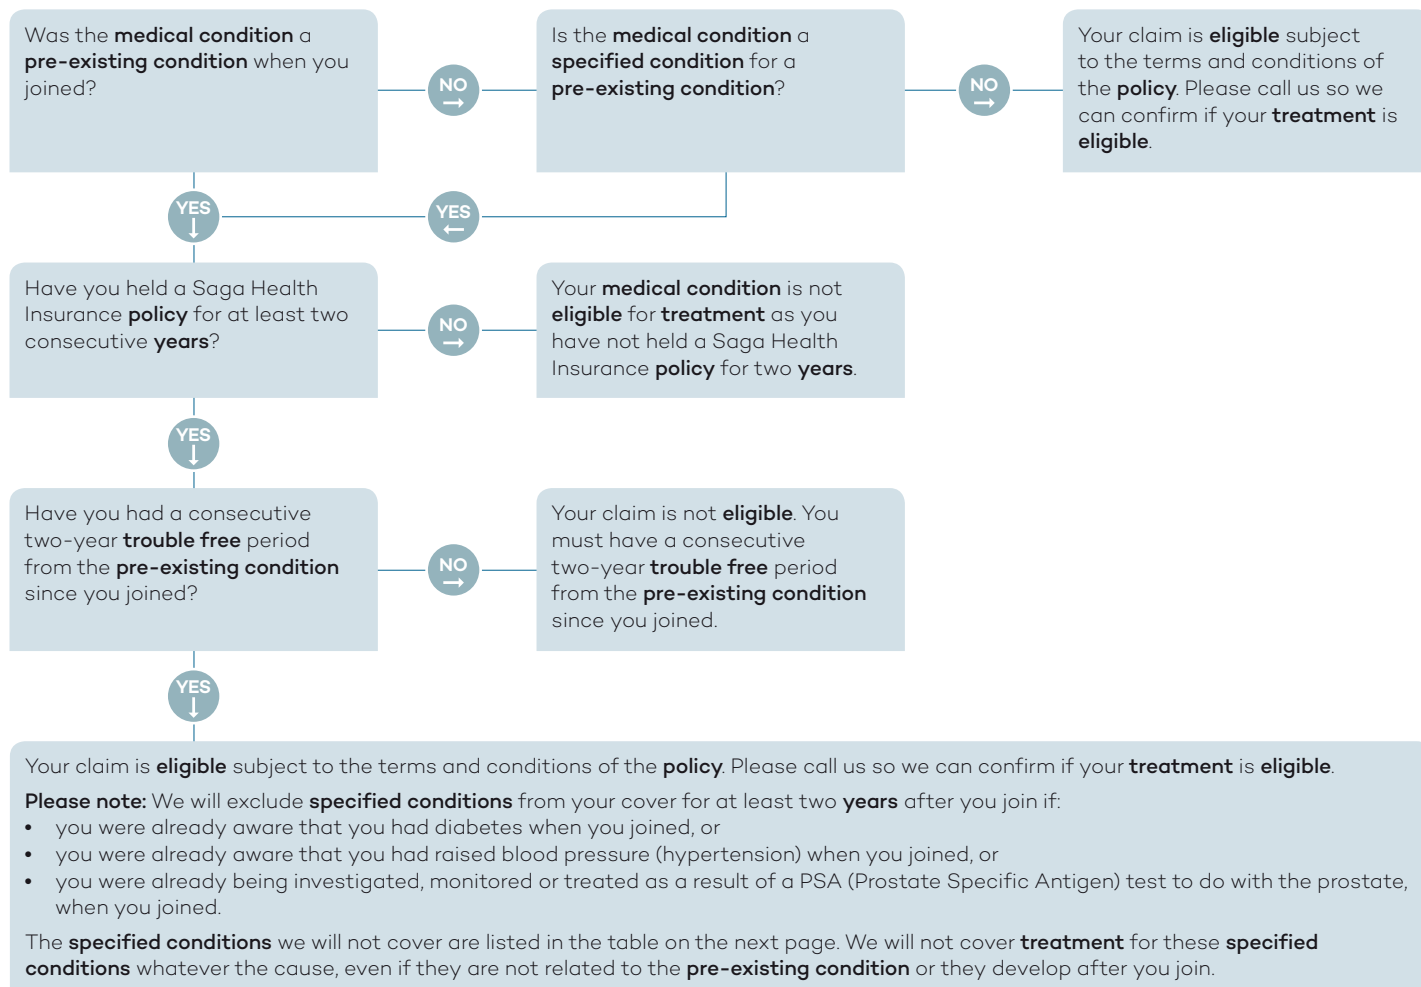 Was the medical condition a
pre-existing condition when you
joined?
NO
→
Is the medical condition a
specified condition for a
pre-existing condition?
NO
→
Your claim is eligible subject
to the terms and conditions of
the policy. Please call us so we
can confirm if your treatment is
eligible.
YES
↓
YES
←
Have you held a Saga Health
Insurance policy for at least two
consecutive years?
NO
→
Your medical condition is not
eligible for treatment as you
have not held a Saga Health
Insurance policy for two years.
YES
↓
Have you had a consecutive
two-year trouble free period
from the pre-existing condition
since you joined?
NO
→
Your claim is not eligible. You
must have a consecutive
two-year trouble free period
from the pre-existing condition
since you joined.
YES
↓
Your claim is eligible subject to the terms and conditions of the policy. Please call us so we can confirm if your treatment is eligible.
Please note: We will exclude specified conditions from your cover for at least two years after you join if:
• you were already aware that you had diabetes when you joined, or
• you were already aware that you had raised blood pressure (hypertension) when you joined, or
• you were already being investigated, monitored or treated as a result of a PSA (Prostate Specific Antigen) test to do with the prostate,
when you joined.
The specified conditions we will not cover are listed in the table on the next page. We will not cover treatment for these specified
conditions whatever the cause, even if they are not related to the pre-existing condition or they develop after you join.